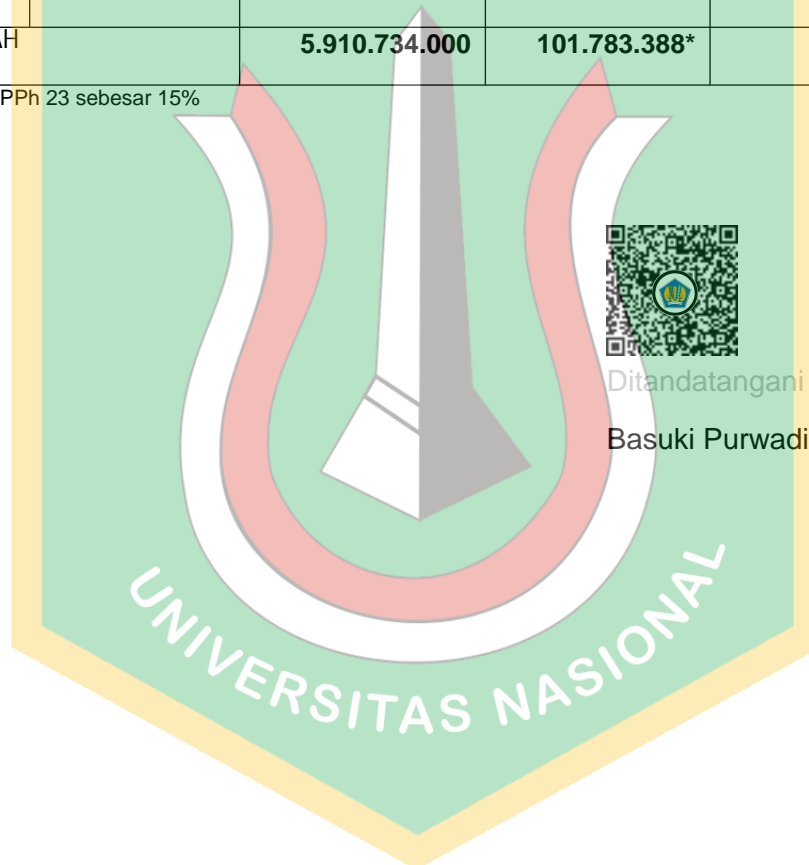 AH 5.910.734.000 101.783.388*
PPh 23 sebesar 15%
Ditandatangani
Basuki Purwadi
UNIVERSITAS NASIONAL